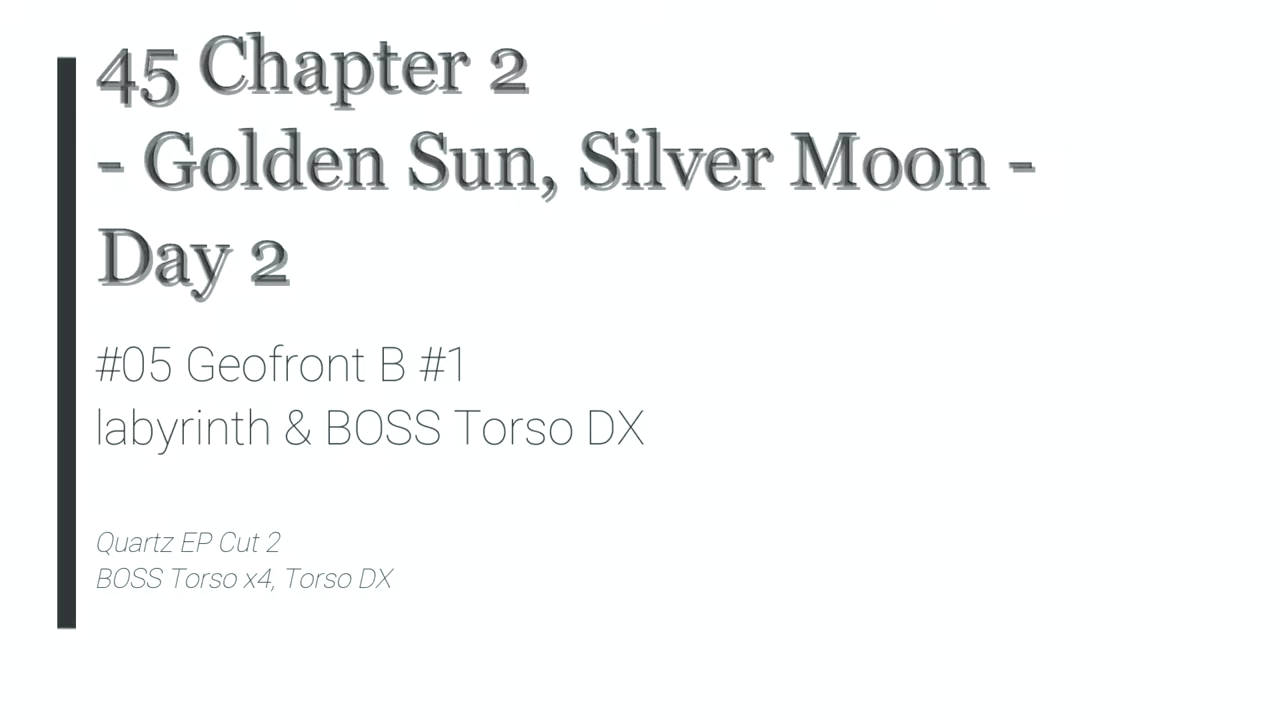 45 Chapter 2
- Golden Sun, Silver Moon -
Day 2
#05 Geofront B #1
labyrinth & BOSS Torso DX
Quartz EP Cut 2
BOSS Torso x4, Torso DX